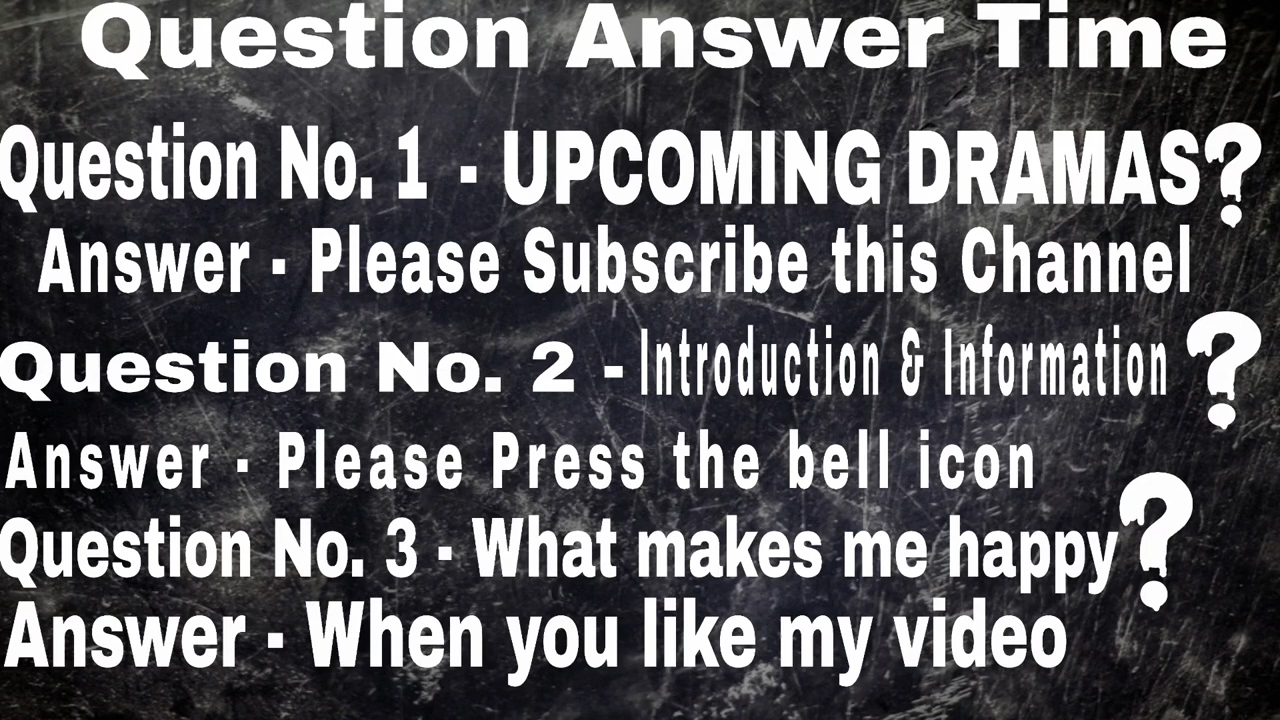 Question Answer Time
Question No. 1 - UPCOMING DRAMAS?
Answer - Please Subscribe this Channel
Question No. 2 - Introduction & Information ?
Answer - Please Press the bell icon
Question No. 3 - What makes me happy?
Answer - When you like my video